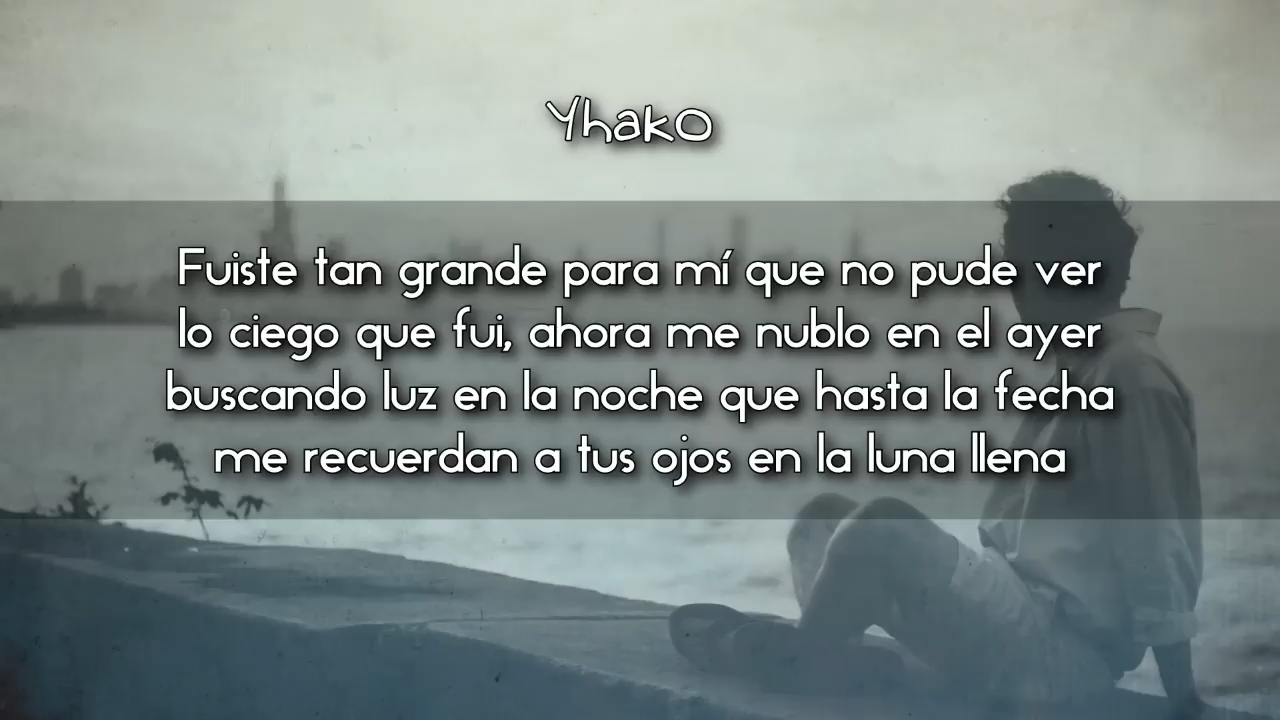 Yhako
Fuiste tan grande para mí que no pude ver
lo ciego que fui, ahora me nublo en el ayer
buscando luz en la noche que hasta la fecha
me recuerdan a tus ojos en la luna llena